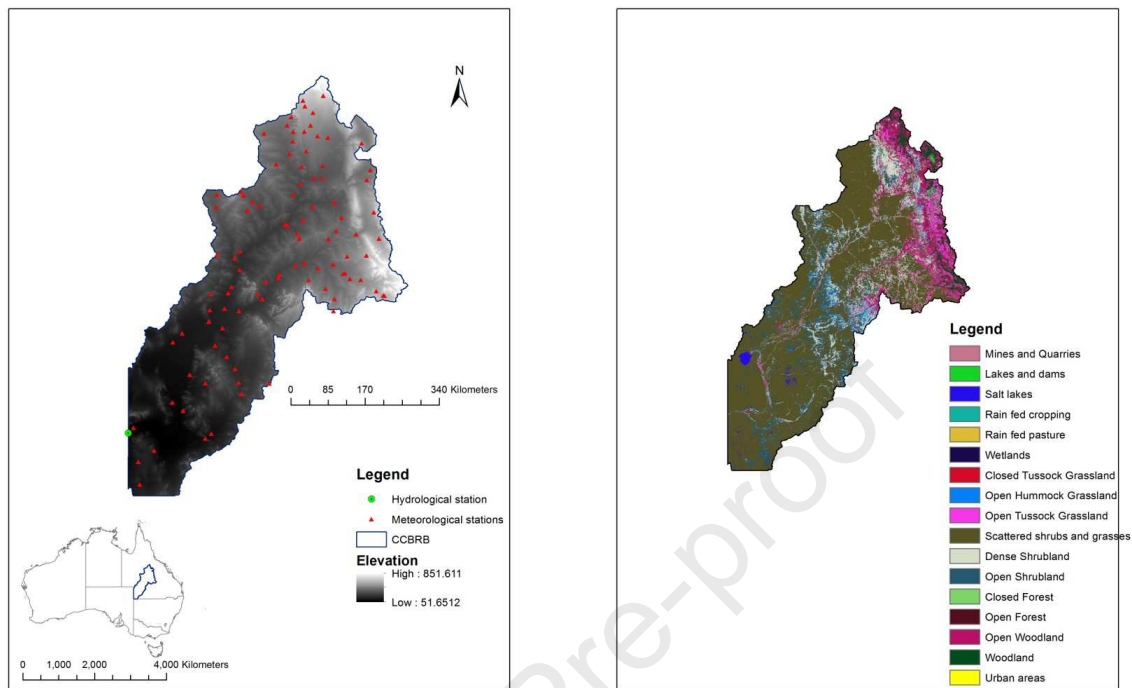 N
0 85 170 340 Kilometers
Legend
Hydrological station
Meteorological stations
CCBRB
Elevation
High : 851.611
Low : 51.6512
0 1,000 2,000 4,000 Kilometers
Legend
Mines and Quarries
Lakes and dams
Salt lakes
Rain fed cropping
Rain fed pasture
Wetlands
Closed Tussock Grassland
Open Hummock Grassland
Open Tussock Grassland
Scattered shrubs and grasses
Dense Shrubland
Open Shrubland
Closed Forest
Open Forest
Open Woodland
Woodland
Urban areas
Pre-proof